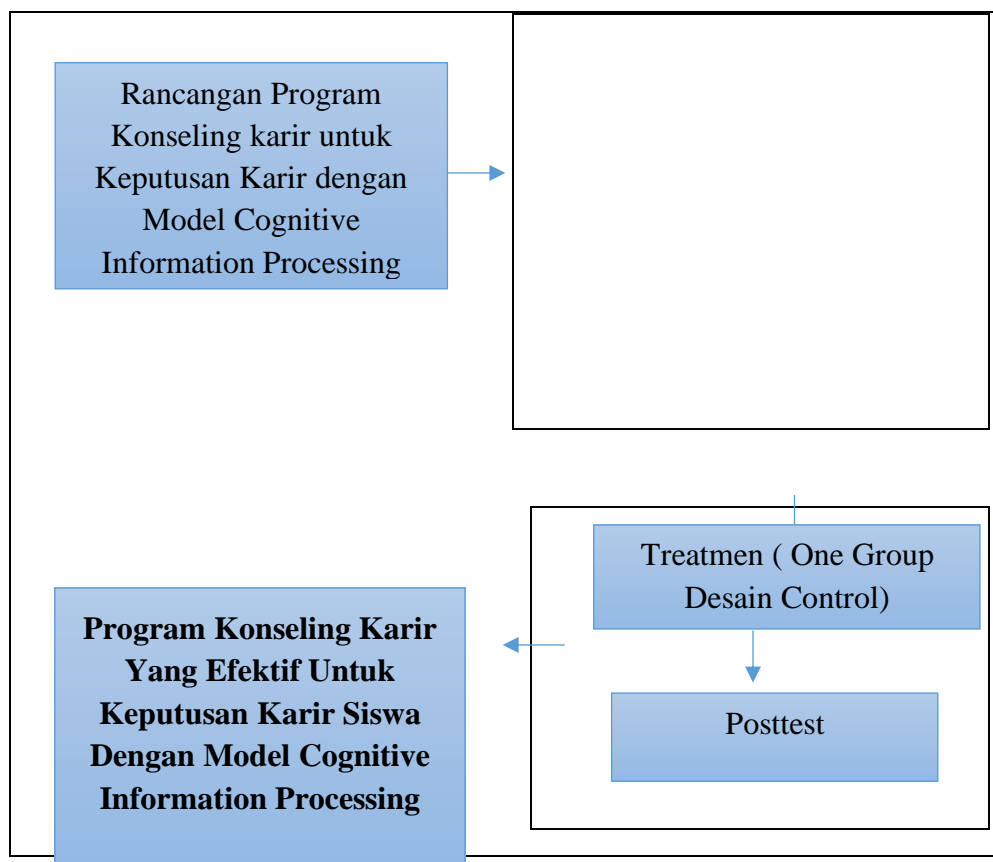 Rancangan Program
Konseling karir untuk
Keputusan Karir dengan
Model Cognitive
Information Processing
Treatmen ( One Group
Desain Control)
Posttest
Program Konseling Karir
Yang Efektif Untuk
Keputusan Karir Siswa
Dengan Model Cognitive
Information Processing